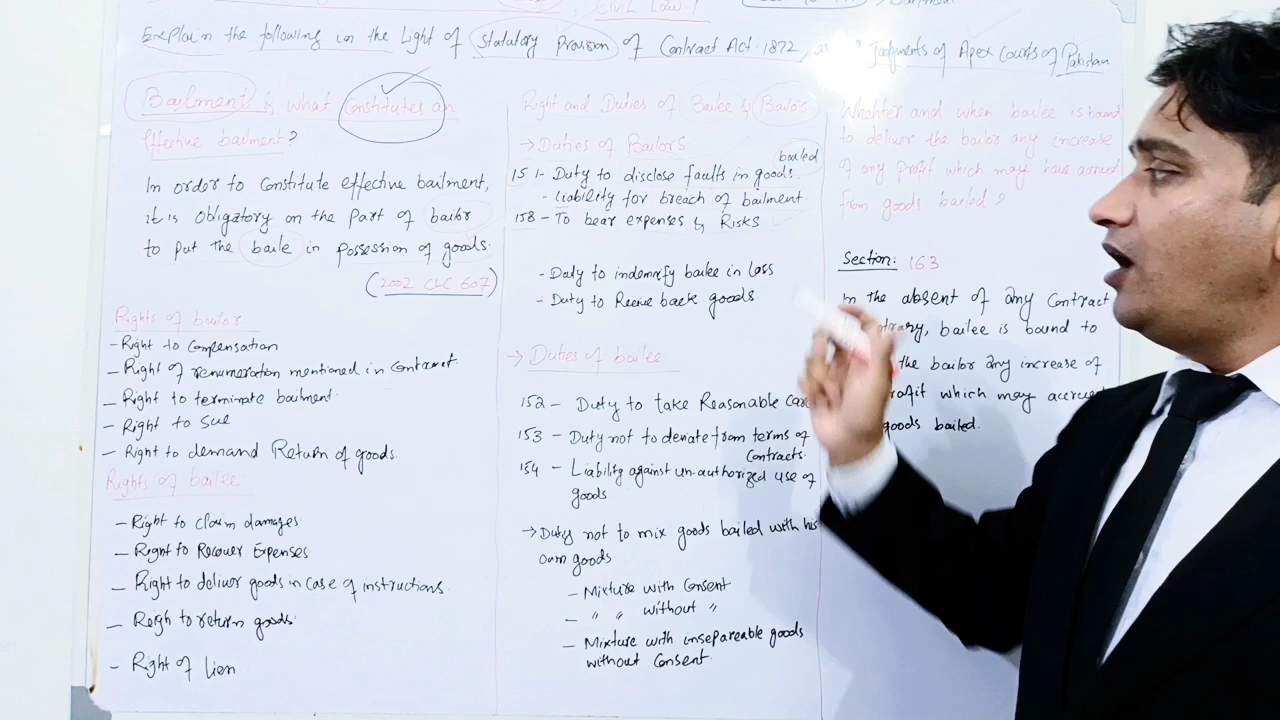 Civil Law-1
Explain the following in the Light of Statatory Provision of Contract Act 1872, Judgments of Apex Courts of Pakistan
Bailment & what Constitutes an
effective bailment?
In order to Constitute effective bailment,
it is obligatory on the Part of bailor
to put the baile in possession of goods.
(2002 CLC 607)
Rights of bailor
- Right to Compensation
- Right of renumeration mentioned in Contract
- Right to terminate bailment.
- Right to Sue
- Right to demand Return of goods.
Rights of bailee
- Right to claim damages
- Right to Recover Expenses
- Right to deliver goods in case of instructions.
- Reigh to return goods
- Right of Lien
Right and Duties of Bailee & Bailor
→ Duties of Bailors
bailed
151- Duty to disclose faults in goods.
- Liability for breach of bailment
158 - To bear expenses & Risks
- Duty to indemnify bailee in Loss
- Duty to Receive back goods.
→ Duties of bailee
152 - Duty to take Reasonable Care
153 - Duty not to deviate from terms of
Contracts.
154 - Liability against un.authorized use of
goods
→ Duty not to mix goods bailed with his
own goods
- Mixture with Consent
- " " without "
- Mixture with insepareable goods
without Consent.
Whehter and when bailee is bound
to deliver the bailor any increase
of any profit which may have accrued
from goods bailed?
Section: 163
In the absent of any Contract
bailee is bound to
the bailor any increase of
which may accrued
goods bailed.